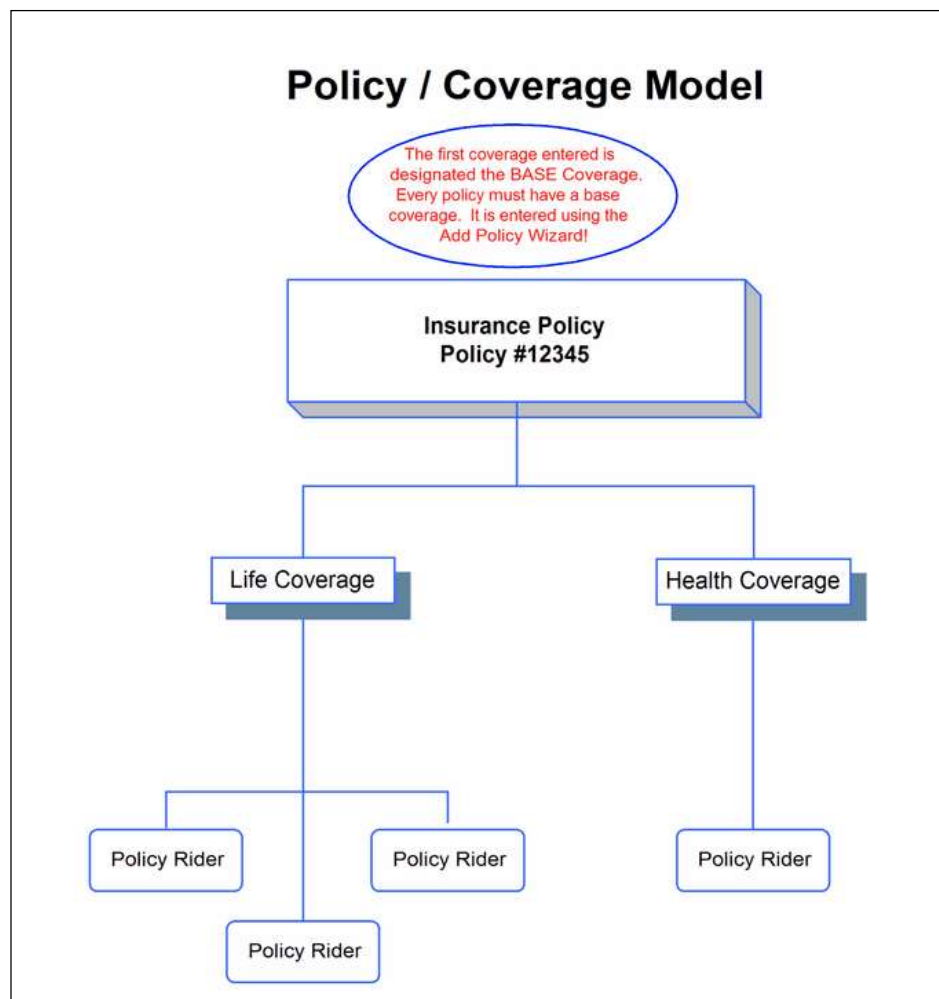 Policy / Coverage Model
The first coverage entered is
designated the BASE Coverage.
Every policy must have a base
coverage. It is entered using the
Add Policy Wizard!
Insurance Policy
Policy #12345
Life Coverage
Health Coverage
Policy Rider
Policy Rider
Policy Rider
Policy Rider